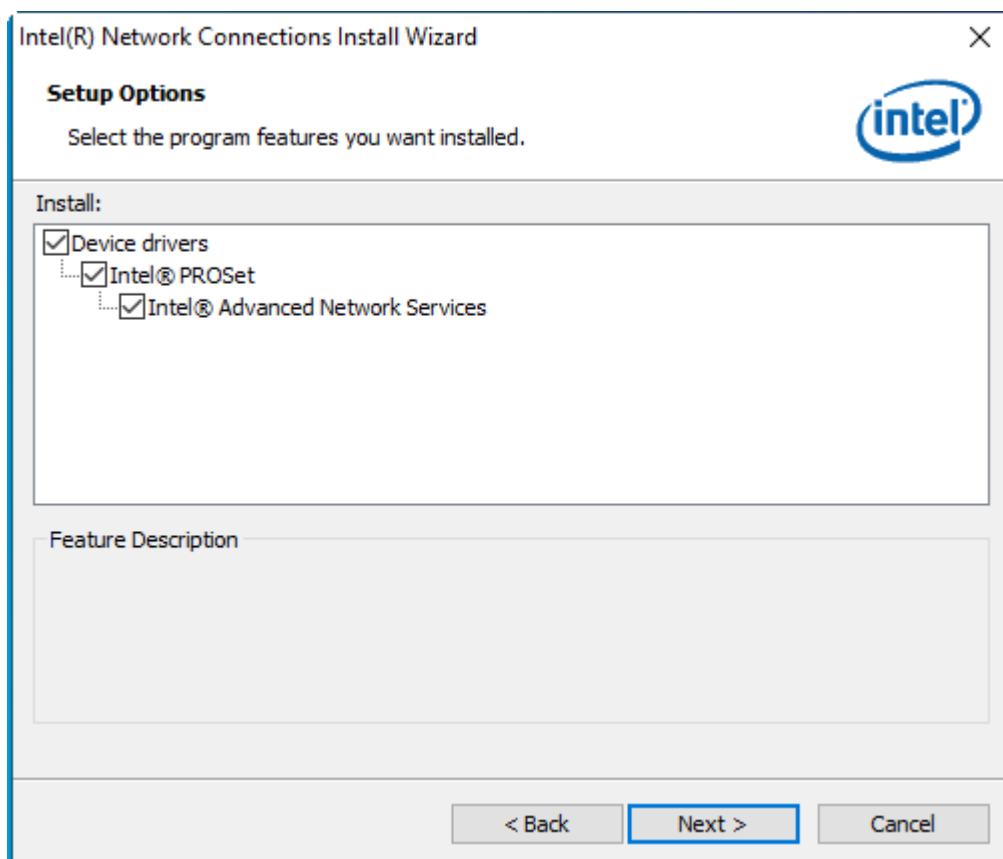 Intel(R) Network Connections Install Wizard
Setup Options
Select the program features you want installed.
intel
Install:
Device drivers
Intel® PROSet
Intel® Advanced Network Services
Feature Description
< Back
Next >
Cancel